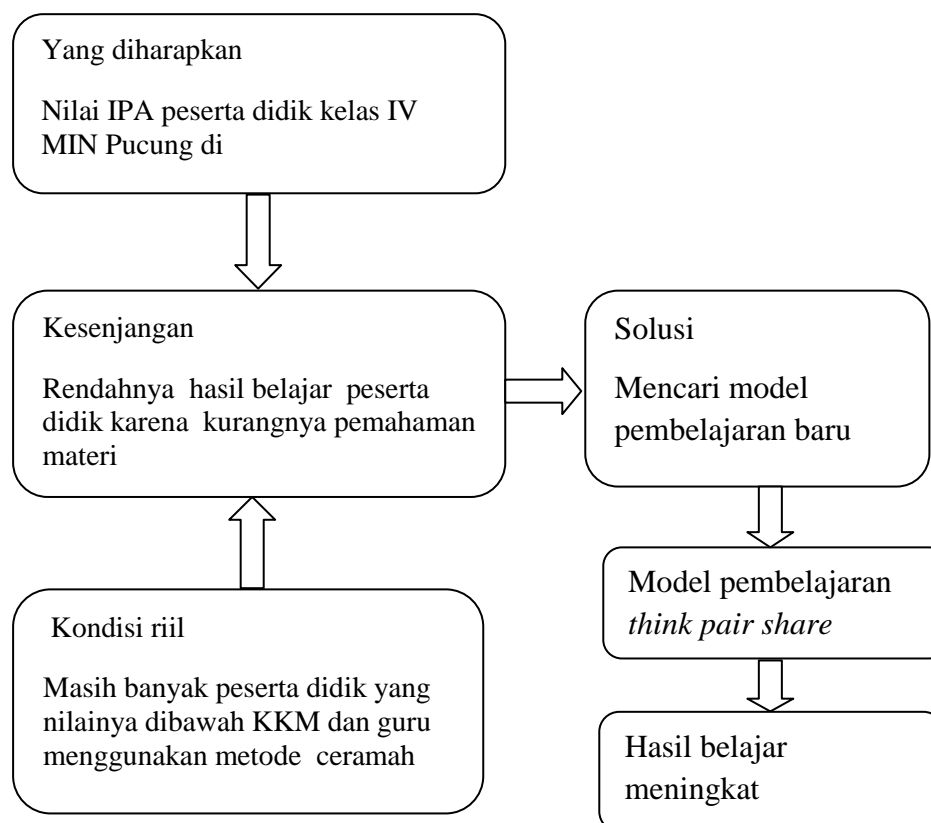 Yang diharapkan
Nilai IPA peserta didik kelas IV
MIN Pucung di
Kesenjangan
Rendahnya hasil belajar peserta
didik karena kurangnya pemahaman
materi
Solusi
Mencari model
pembelajaran baru
Kondisi riil
Masih banyak peserta didik yang
nilainya dibawah KKM dan guru
menggunakan metode ceramah
Model pembelajaran
think pair share
Hasil belajar
meningkat